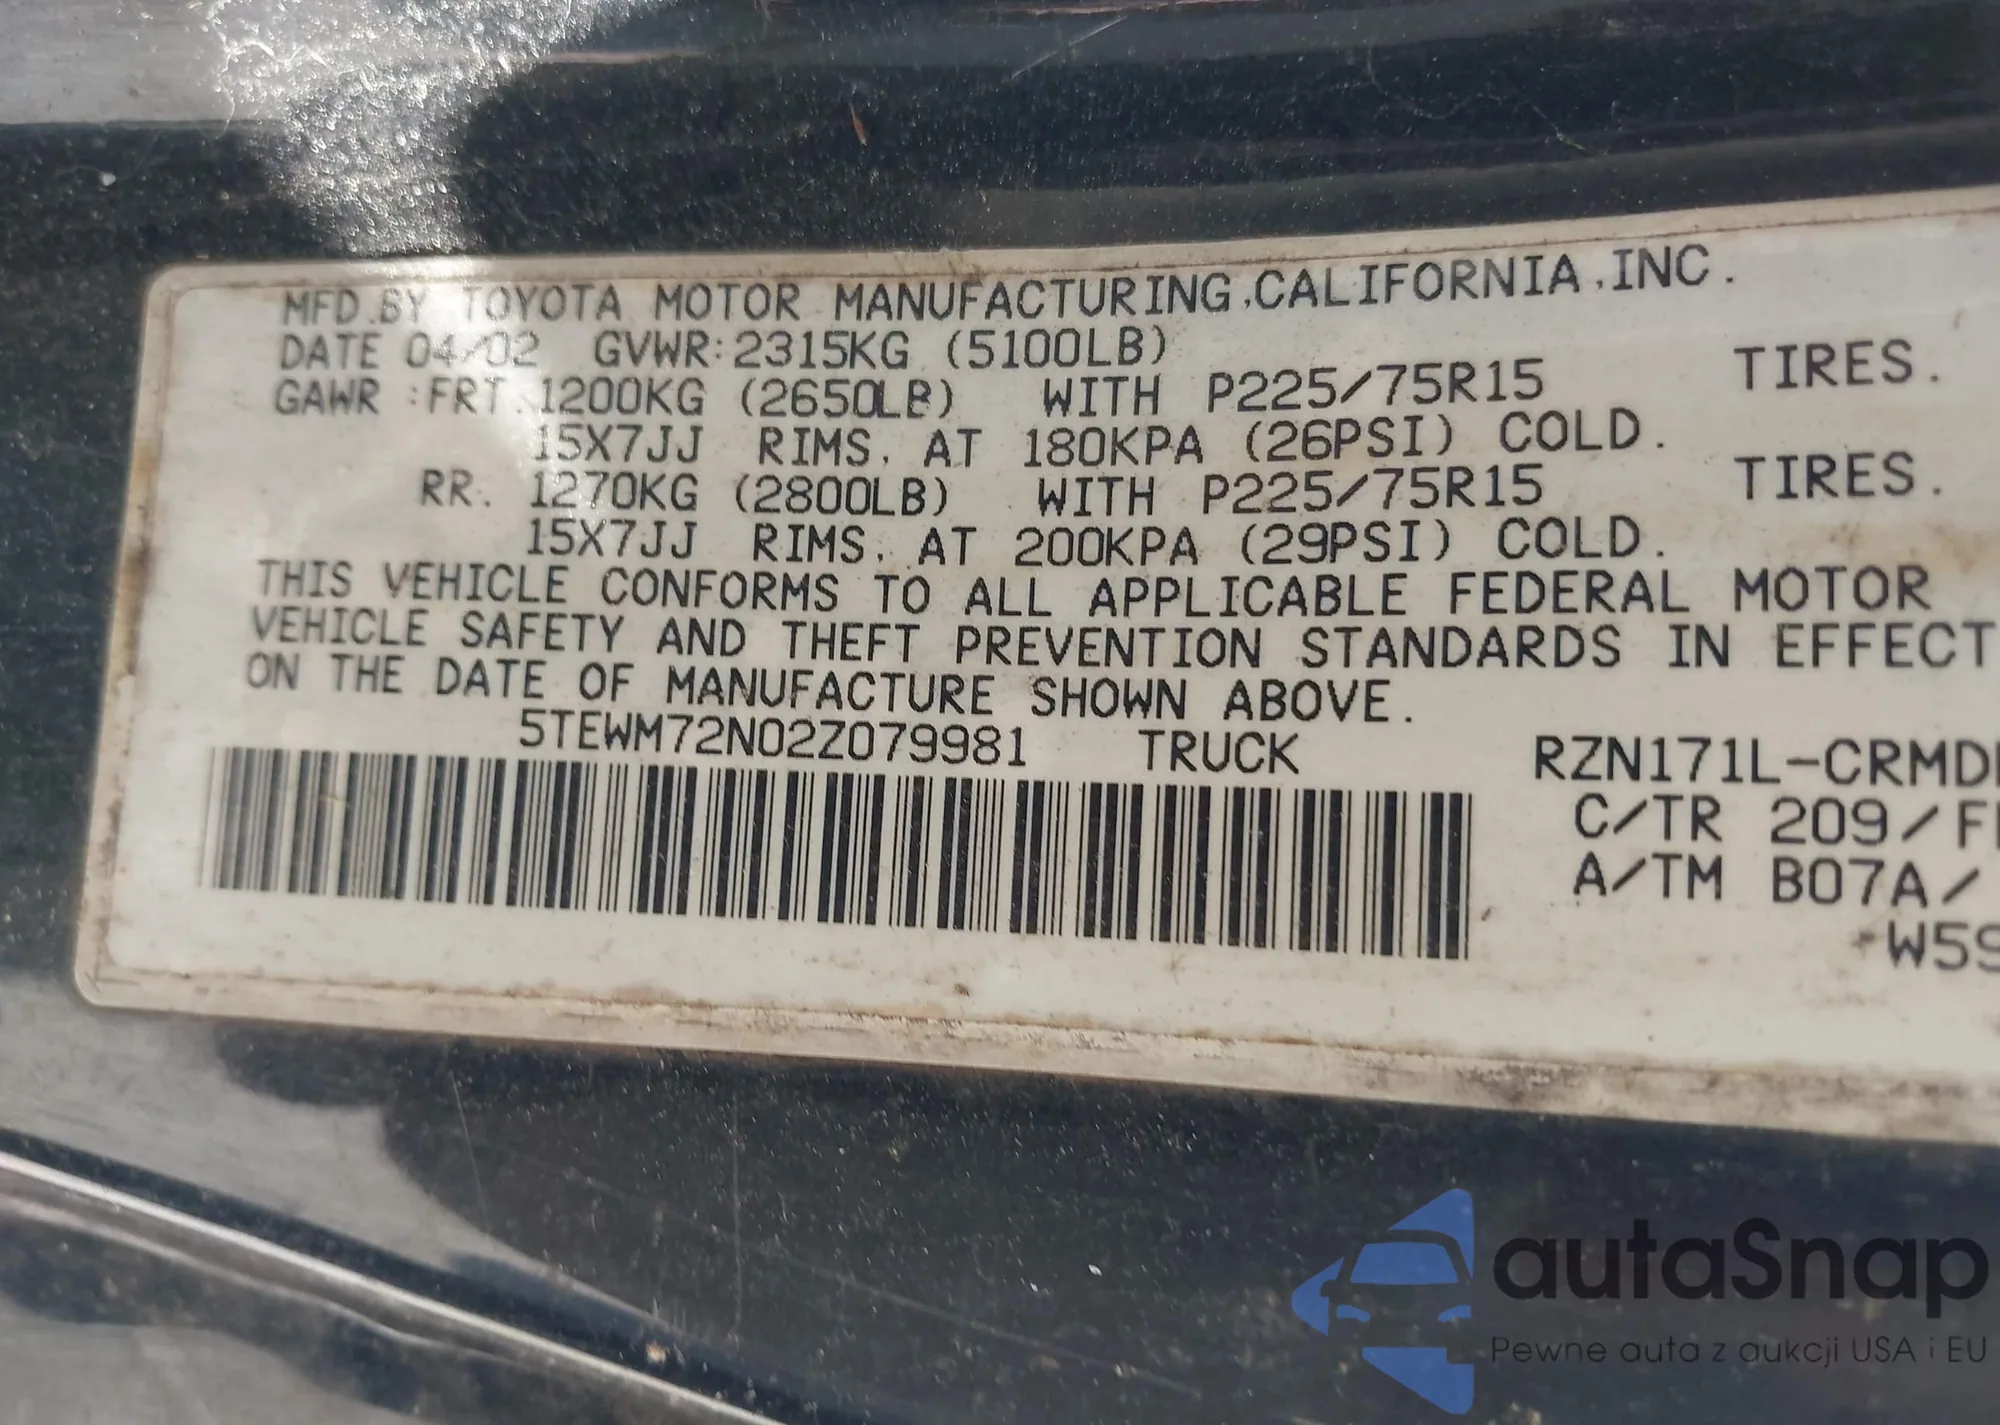 MFD.BY TOYOTA MOTOR MANUFACTURING,CALIFORNIA,INC.
DATE 04/02 GVWR:2315KG (5100LB)
GAWR:FRT. 1200KG (2650LB) WITH P225/75R15 TIRES.
15X7JJ RIMS, AT 180KPA (26PSI) COLD.
RR. 1270KG (2800LB) WITH P225/75R15 TIRES.
15X7JJ RIMS, AT 200KPA (29PSI) COLD.
THIS VEHICLE CONFORMS TO ALL APPLICABLE FEDERAL MOTOR
VEHICLE SAFETY AND THEFT PREVENTION STANDARDS IN EFFECT
ON THE DATE OF MANUFACTURE SHOWN ABOVE.
5TEWM72N02Z079981 TRUCK RZN171L-CRMD
C/TR 209/F
A/TM B07A/
W59
autaSnap
Pewne auta z aukcji USA i EU